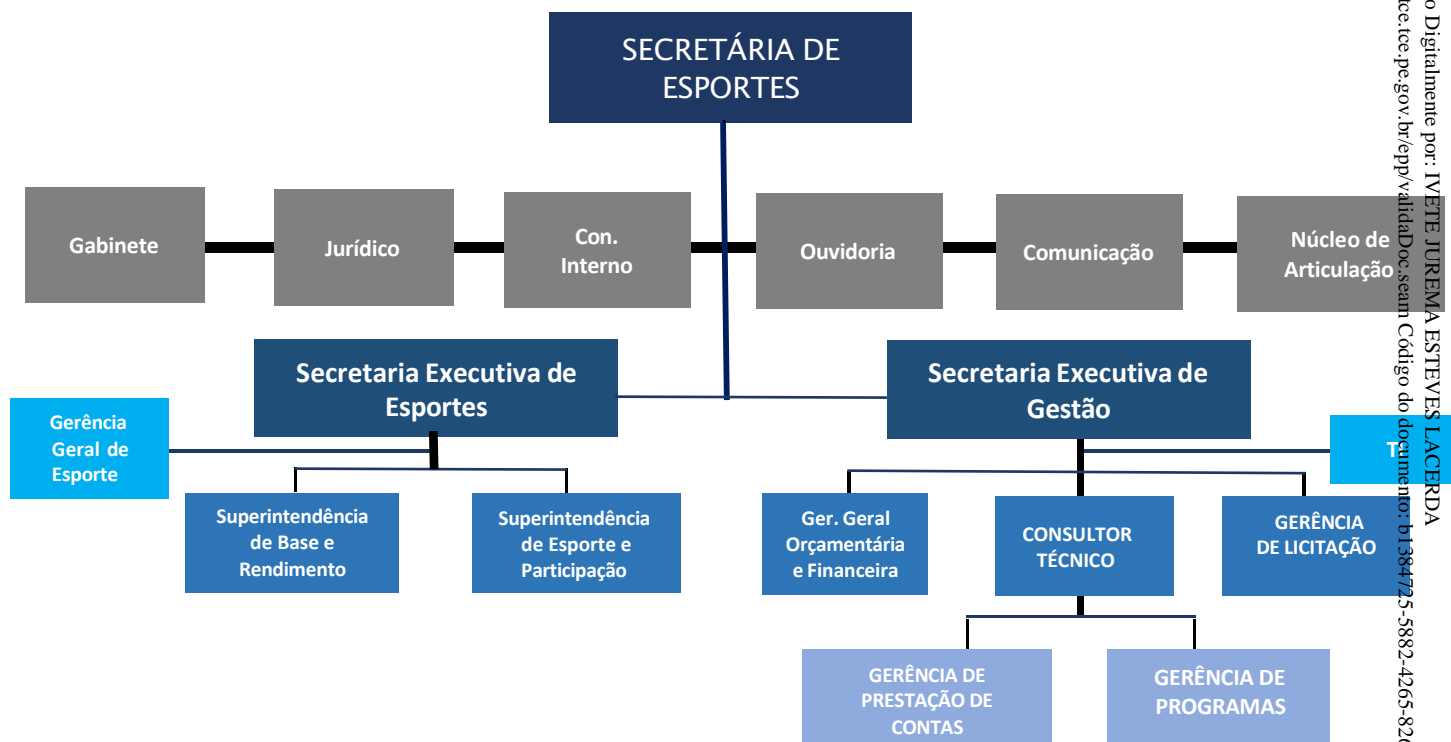 SECRETÁRIA DE
ESPORTES
Gabinete
Jurídico
Con.
Interno
Ouvidoria
Comunicação
Núcleo de
Articulação
Secretaria Executiva de
Esportes
Secretaria Executiva de
Gestão
Gerência
Geral de
Esporte
Superintendência
de Base e
Rendimento
Superintendência
de Esporte e
Participação
Ger. Geral
Orçamentária
e Financeira
CONSULTOR
TÉCNICO
GERÊNCIA
DE LICITAÇÃO
GERÊNCIA DE
PRESTAÇÃO DE
CONTAS
GERÊNCIA DE
PROGRAMAS
o Digitalmente por: IVETE JUREMA ESTEVES LACERDA
tce.tce.pe.gov.br/epp/validaDoc.seam Código do documento: b1384725-5882-4265-826